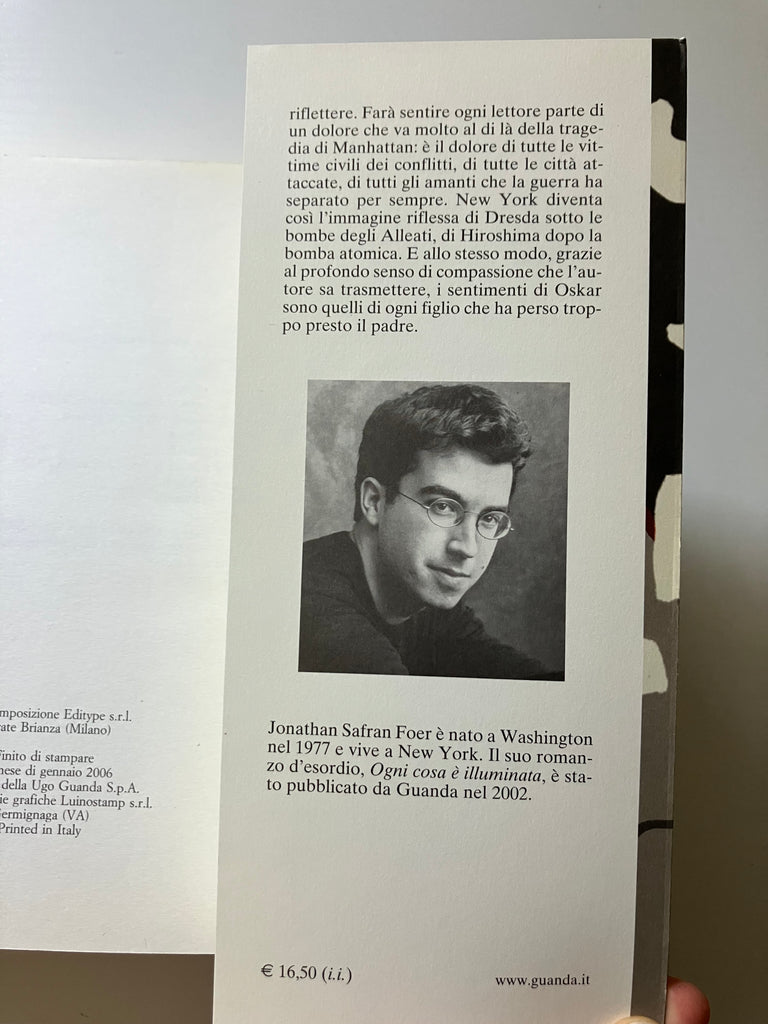 riflettere. Farà sentire ogni lettore parte di
un dolore che va molto al di là della trage-
dia di Manhattan: è il dolore di tutte le vit-
time civili dei conflitti, di tutte le città at-
taccate, di tutti gli amanti che la guerra ha
separato per sempre. New York diventa
così l'immagine riflessa di Dresda sotto le
bombe degli Alleati, di Hiroshima dopo la
bomba atomica. E allo stesso modo, grazie
al profondo senso di compassione che l'au-
tore sa trasmettere, i sentimenti di Oskar
sono quelli di ogni figlio che ha perso trop-
po presto il padre.
Jonathan Safran Foer è nato a Washington
nel 1977 e vive a New York. Il suo roman-
zo d'esordio, Ogni cosa è illuminata, è sta-
to pubblicato da Guanda nel 2002.
€ 16,50 (i.i.)
www.guanda.it
mposizione Editype s.r.l.
ate Brianza (Milano)
inito di stampare
nese di gennaio 2006
della Ugo Guanda S.p.A.
ie grafiche Luinostamp s.r.l.
Germignaga (VA)
Printed in Italy